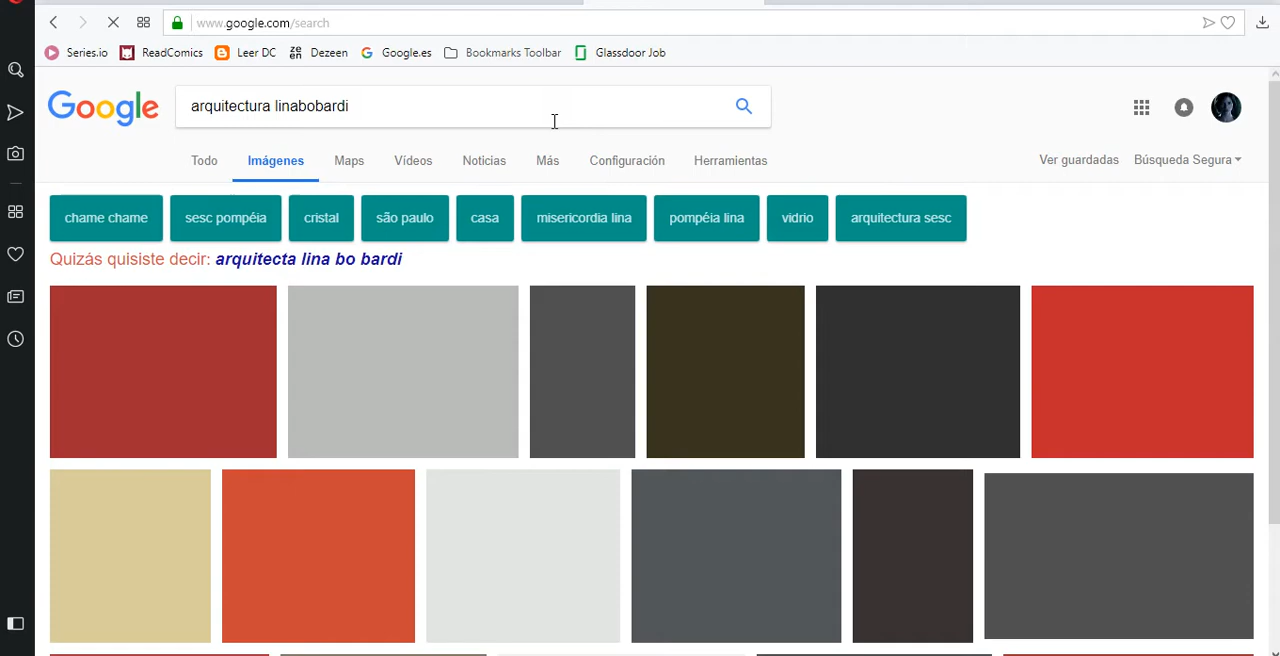 www.google.com/search
Series.io ReadComics Leer DC Dezeen Google.es Bookmarks Toolbar Glassdoor Job
Google arquitectura linabobardi
Todo Imágenes Maps Vídeos Noticias Más Configuración Herramientas Ver guardadas Búsqueda Segura
chame chame sesc pompéia cristal são paulo casa misericordia lina pompéia lina vidrio arquitectura sesc
Quizás quisiste decir: arquitecta lina bo bardi